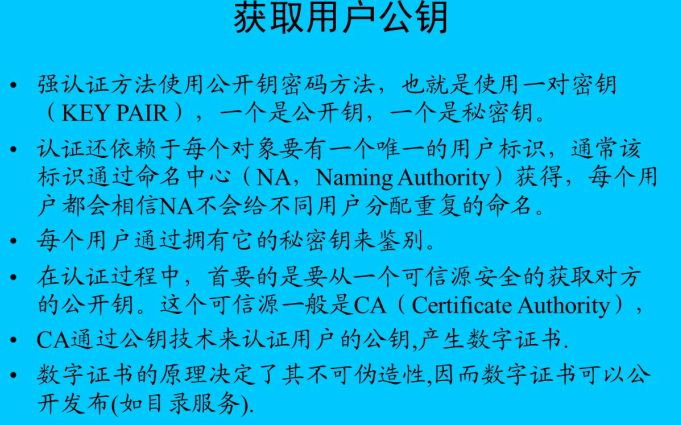 获取用户公钥
• 强认证方法使用公开钥密码方法，也就是使用一对密钥
（KEY PAIR），一个是公开钥，一个是秘密钥。
• 认证还依赖于每个对象要有一个唯一的用户标识，通常该
标识通过命名中心（NA，Naming Authority）获得，每个用
户都会相信NA不会给不同用户分配重复的命名。
• 每个用户通过拥有它的秘密钥来鉴别。
• 在认证过程中，首要的是要从一个可信源安全的获取对方
的公开钥。这个可信源一般是CA（Certificate Authority），
• CA通过公钥技术来认证用户的公钥,产生数字证书.
• 数字证书的原理决定了其不可伪造性,因而数字证书可以公
开发布(如目录服务).